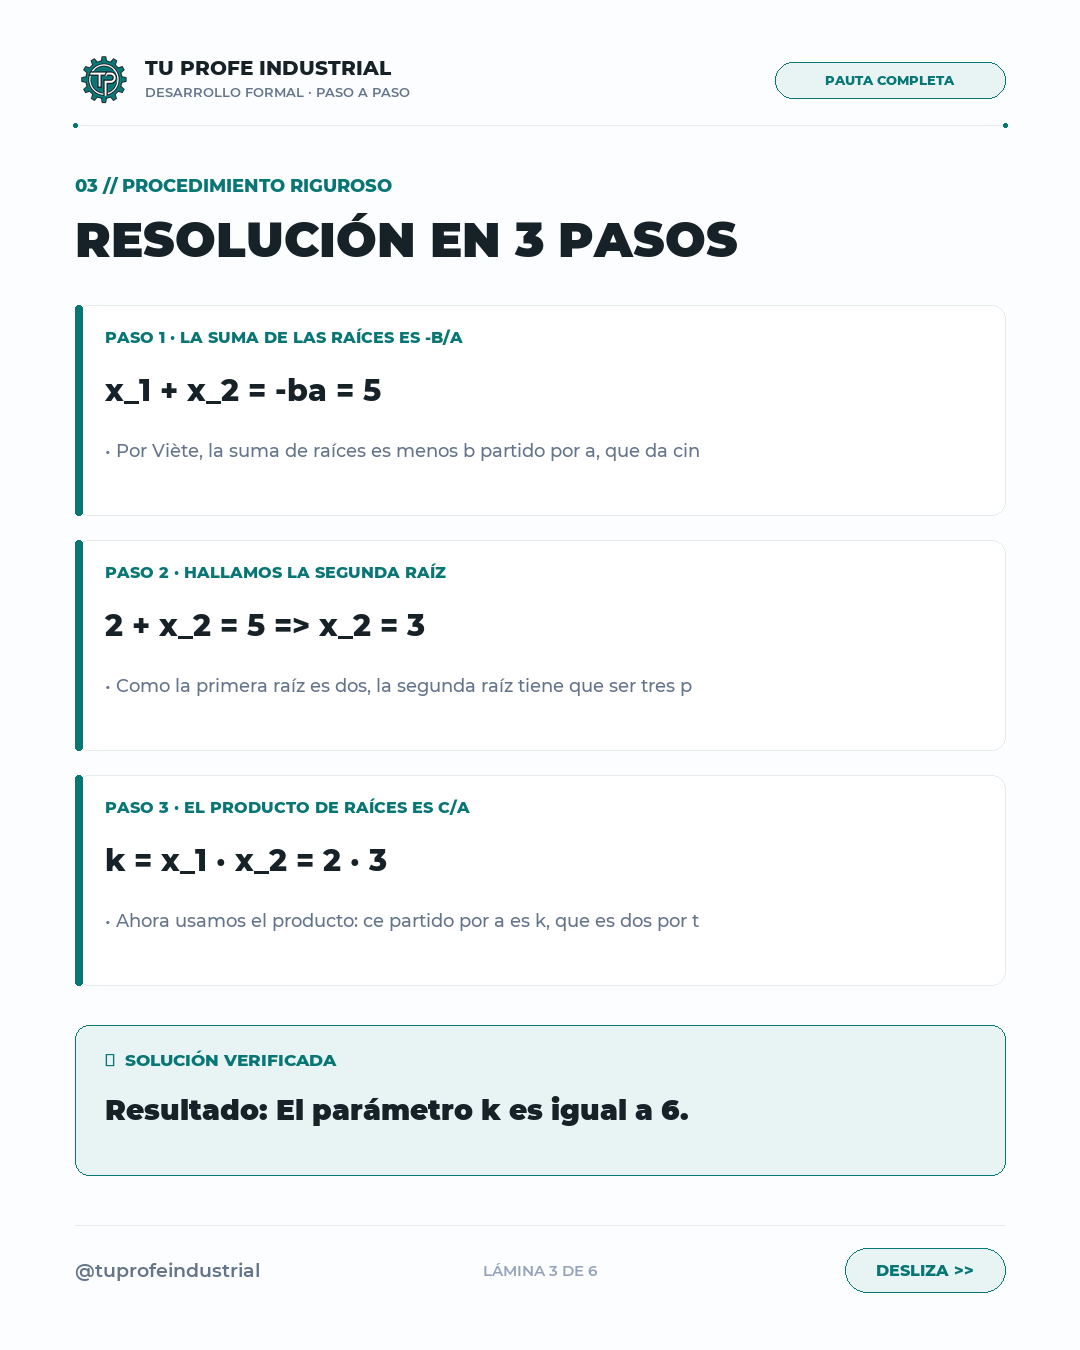 TP
TU PROFE INDUSTRIAL
DESARROLLO FORMAL · PASO A PASO
PAUTA COMPLETA
03 // PROCEDIMIENTO RIGUROSO
RESOLUCIÓN EN 3 PASOS
PASO 1 · LA SUMA DE LAS RAÍCES ES -B/A
x_1 + x_2 = -ba = 5
· Por Viète, la suma de raíces es menos b partido por a, que da cin
PASO 2 · HALLAMOS LA SEGUNDA RAÍZ
2 + x_2 = 5 => x_2 = 3
· Como la primera raíz es dos, la segunda raíz tiene que ser tres p
PASO 3 · EL PRODUCTO DE RAÍCES ES C/A
k = x_1 · x_2 = 2 · 3
· Ahora usamos el producto: ce partido por a es k, que es dos por t
SOLUCIÓN VERIFICADA
Resultado: El parámetro k es igual a 6.
@tuprofeindustrial
LÁMINA 3 DE 6
DESLIZA >>